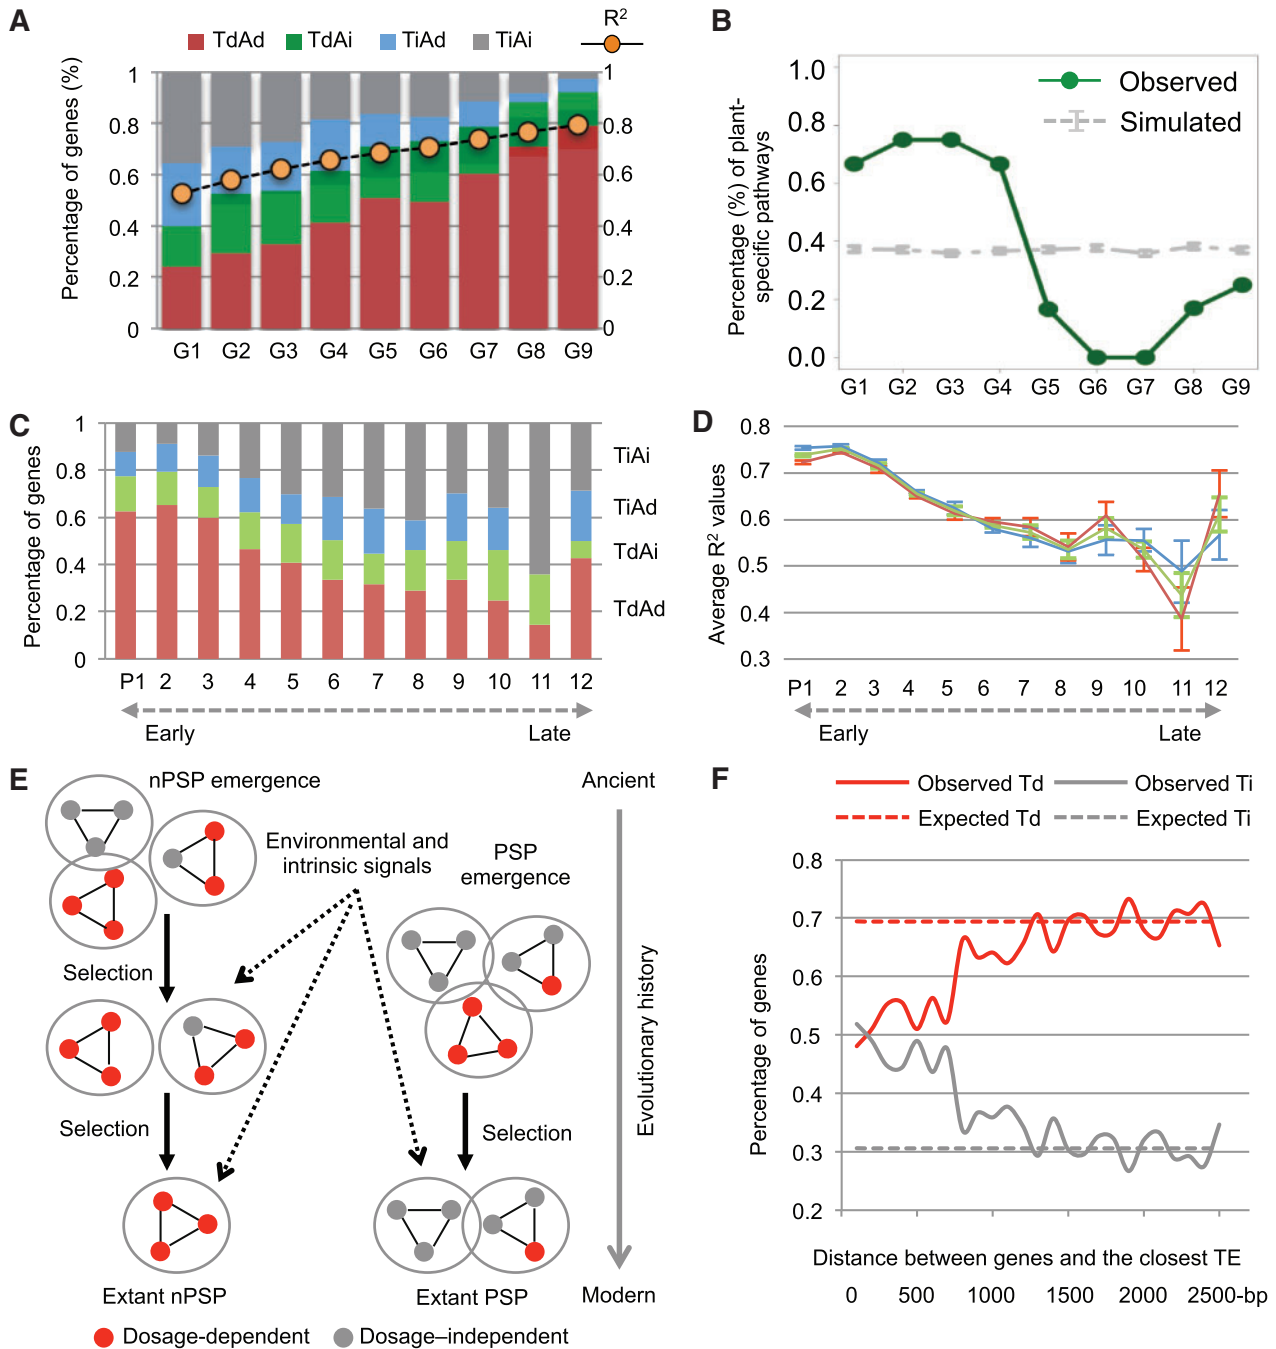 A
TdAd TdAi TiAd TiAi R²
Percentage of genes (%)
1
0.8
0.6
0.4
0.2
0
1
0.8
0.6
0.4
0.2
0
G1 G2 G3 G4 G5 G6 G7 G8 G9
B
Percentage (%) of plant-
specific pathways
1.0
0.8
0.6
0.4
0.2
0.0
Observed
Simulated
G1 G2 G3 G4 G5 G6 G7 G8 G9
C
Percentage of genes
1
0.8
0.6
0.4
0.2
0
TiAi
TiAd
TdAi
TdAd
P1 2 3 4 5 6 7 8 9 10 11 12
Early Late
D
Average R² values
0.8
0.7
0.6
0.5
0.4
0.3
P1 2 3 4 5 6 7 8 9 10 11 12
Early Late
E
nPSP emergence
Environmental and
intrinsic signals
PSP
emergence
Ancient
Selection
Selection
Selection
Evolutionary history
Extant nPSP
Extant PSP
Modern
Dosage-dependent Dosage–independent
F
Observed Td Observed Ti
Expected Td Expected Ti
Percentage of genes
0.8
0.7
0.6
0.5
0.4
0.3
0.2
Distance between genes and the closest TE
0 500 1000 1500 2000 2500-bp